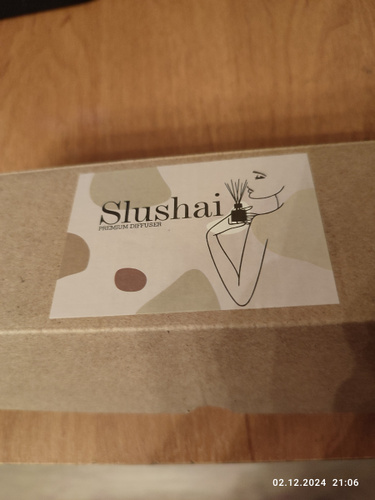 Slushai
PREMIUM DIFFUSER
02.12.2024 21:06